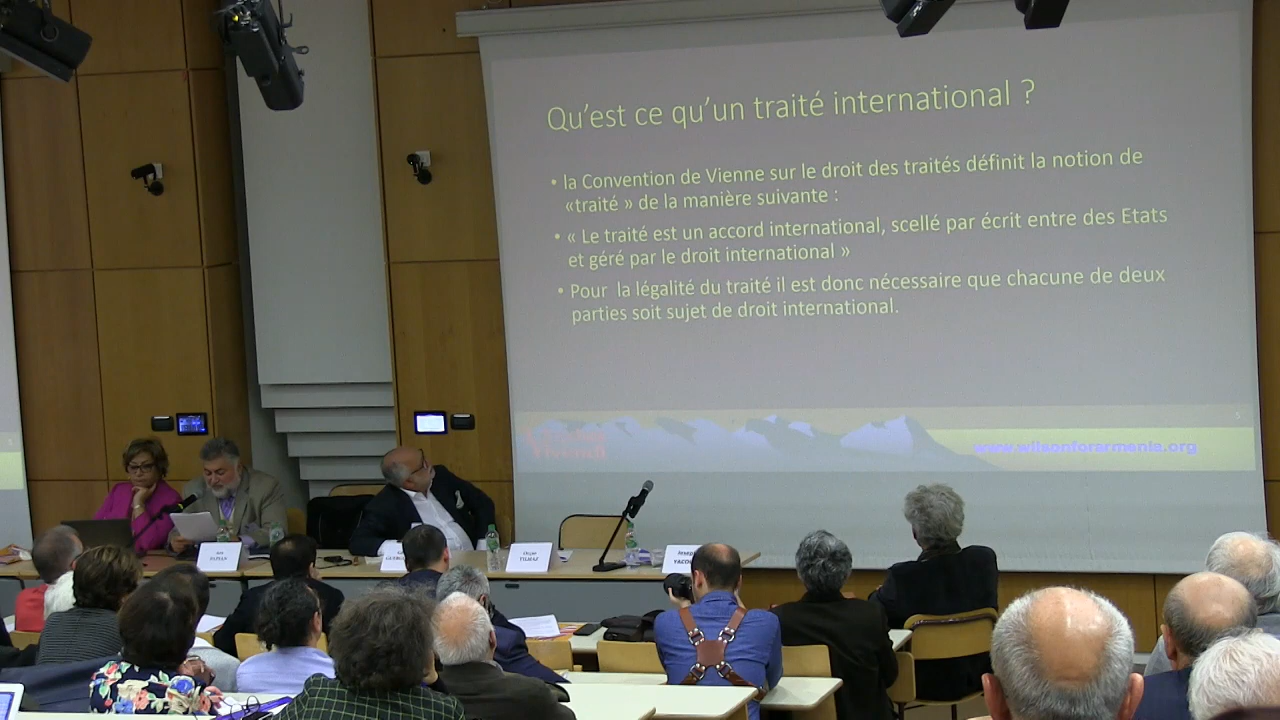 Qu'est ce qu'un traité international ?
• la Convention de Vienne sur le droit des traités définit la notion de
«traité » de la manière suivante :
• « Le traité est un accord international, scellé par écrit entre des Etats
et géré par le droit international »
• Pour la légalité du traité il est donc nécessaire que chacune de deux
parties soit sujet de droit international.
www.wilsonforarmenia.org
YILMAZ
Joseph